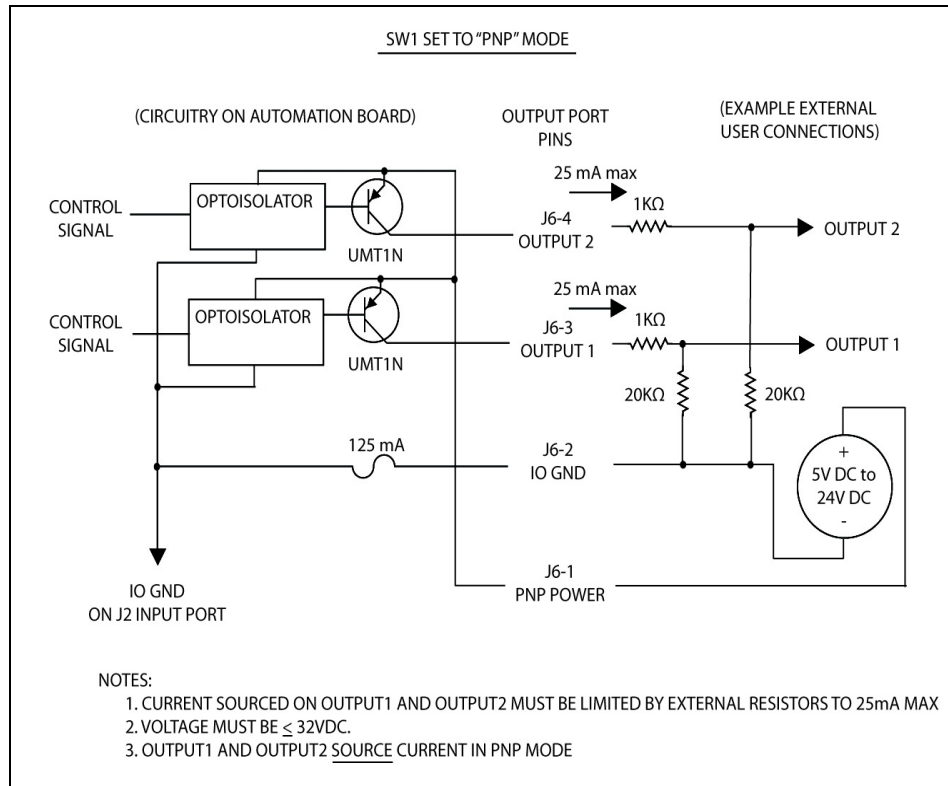 SW1 SET TO "PNP" MODE
(CIRCUITRY ON AUTOMATION BOARD)
OUTPUT PORT
PINS
(EXAMPLE EXTERNAL
USER CONNECTIONS)
CONTROL
SIGNAL
OPTOISOLATOR
UMT1N
25 mA max
J6-4
OUTPUT 2
1KΩ
OUTPUT 2
CONTROL
SIGNAL
OPTOISOLATOR
UMT1N
25 mA max
J6-3
OUTPUT 1
1KΩ
OUTPUT 1
20KΩ
20KΩ
125 mA
J6-2
IO GND
+
5V DC to
24V DC
-
J6-1
PNP POWER
IO GND
ON J2 INPUT PORT
NOTES:
1. CURRENT SOURCED ON OUTPUT1 AND OUTPUT2 MUST BE LIMITED BY EXTERNAL RESISTORS TO 25mA MAX
2. VOLTAGE MUST BE ≤ 32VDC.
3. OUTPUT1 AND OUTPUT2 SOURCE CURRENT IN PNP MODE